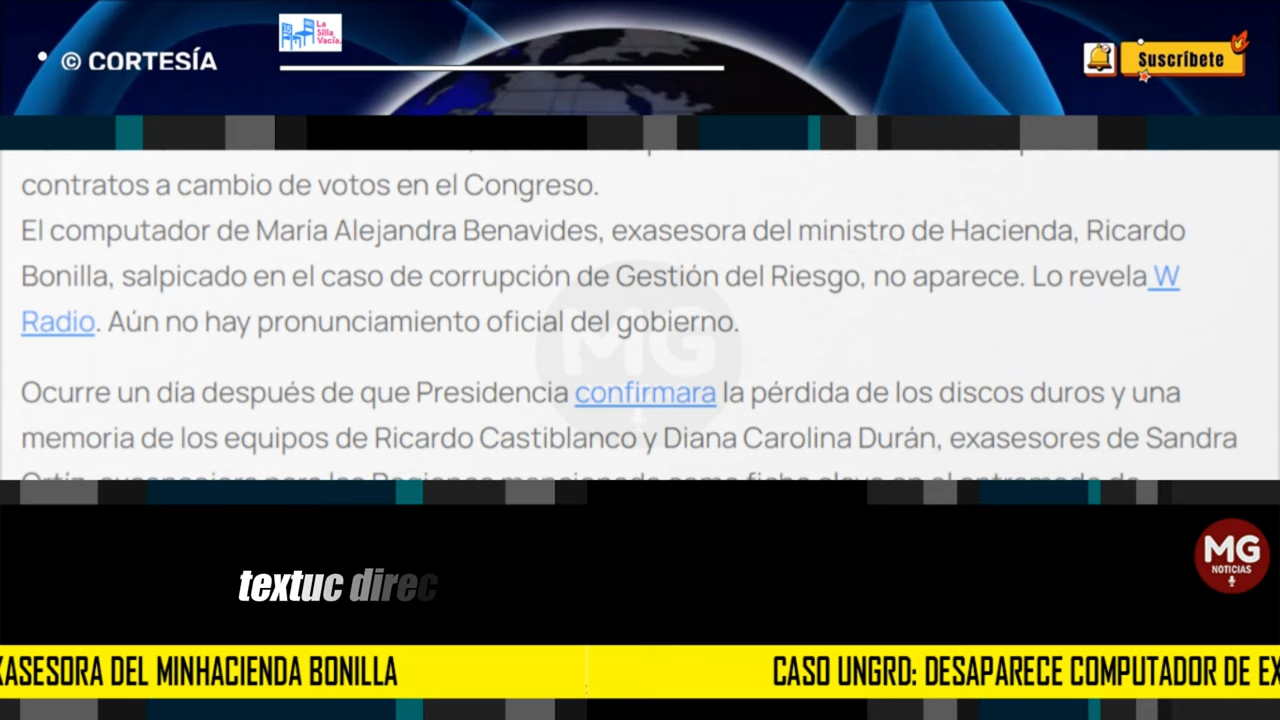 © CORTESÍA
La
Silla
Vacía.
Suscríbete
contratos a cambio de votos en el Congreso.
El computador de María Alejandra Benavides, exasesora del ministro de Hacienda, Ricardo
Bonilla, salpicado en el caso de corrupción de Gestión del Riesgo, no aparece. Lo revela W
Radio. Aún no hay pronunciamiento oficial del gobierno.
MG
Ocurre un día después de que Presidencia confirmara la pérdida de los discos duros y una
memoria de los equipos de Ricardo Castiblanco y Diana Carolina Durán, exasesores de Sandra
MG
NOTICIAS
textuc direc
XASESORA DEL MINHACIENDA BONILLA
CASO UNGRD: DESAPARECE COMPUTADOR DE EX